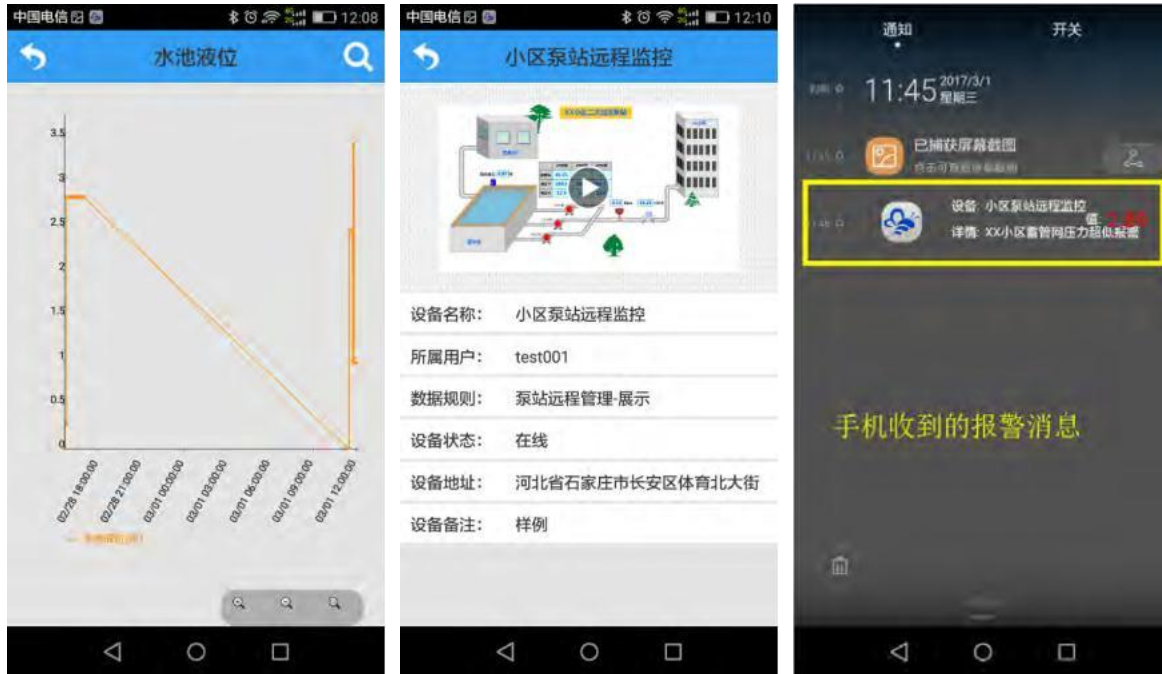 中国电信
12:08
水池液位
3.5
3
2.5
2
1.5
1
0.5
0
02/28 18:00:00
02/28 21:00:00
03/01 00:00:00
03/01 03:00:00
03/01 06:00:00
03/01 09:00:00
03/01 12:00:00
中国电信
12:10
小区泵站远程监控
设备名称： 小区泵站远程监控
所属用户： test001
数据规则： 泵站远程管理-展示
设备状态： 在线
设备地址： 河北省石家庄市长安区体育北大街
设备备注： 样例
通知
开关
11:45
2017/3/1
星期三
已捕获屏幕截图
设备: 小区泵站远程监控
值:
详情: XX小区蓄管网压力超低报警
手机收到的报警消息